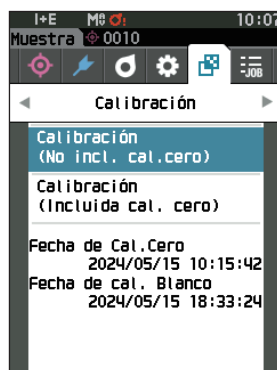 I+E M 10:07
Muestra 0010
-JOB
Calibración
Calibración
(No incl. cal.cero)
Calibración
(Incluida cal. cero)
Fecha de Cal.Cero
2024/05/15 10:15:42
Fecha de cal. Blanco
2024/05/15 18:33:24